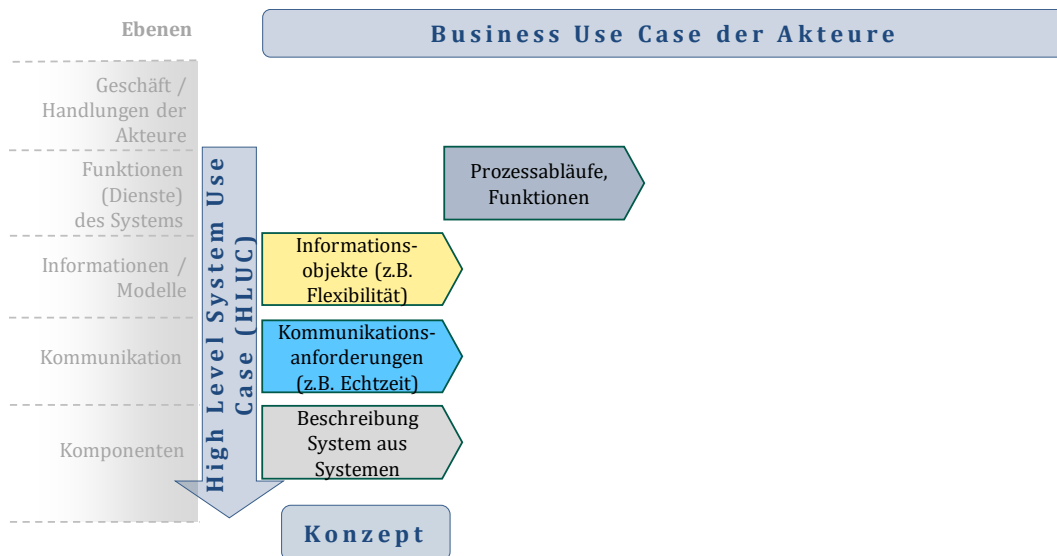 Ebenen
Business Use Case der Akteure
Geschäft /
Handlungen der
Akteure
Funktionen
(Dienste)
des Systems
Informationen /
Modelle
Kommunikation
Komponenten
High Level System Use
Case (HLUC)
Prozessabläufe,
Funktionen
Informations-
objekte (z.B.
Flexibilität)
Kommunikations-
anforderungen
(z.B. Echtzeit)
Beschreibung
System aus
Systemen
Konzept